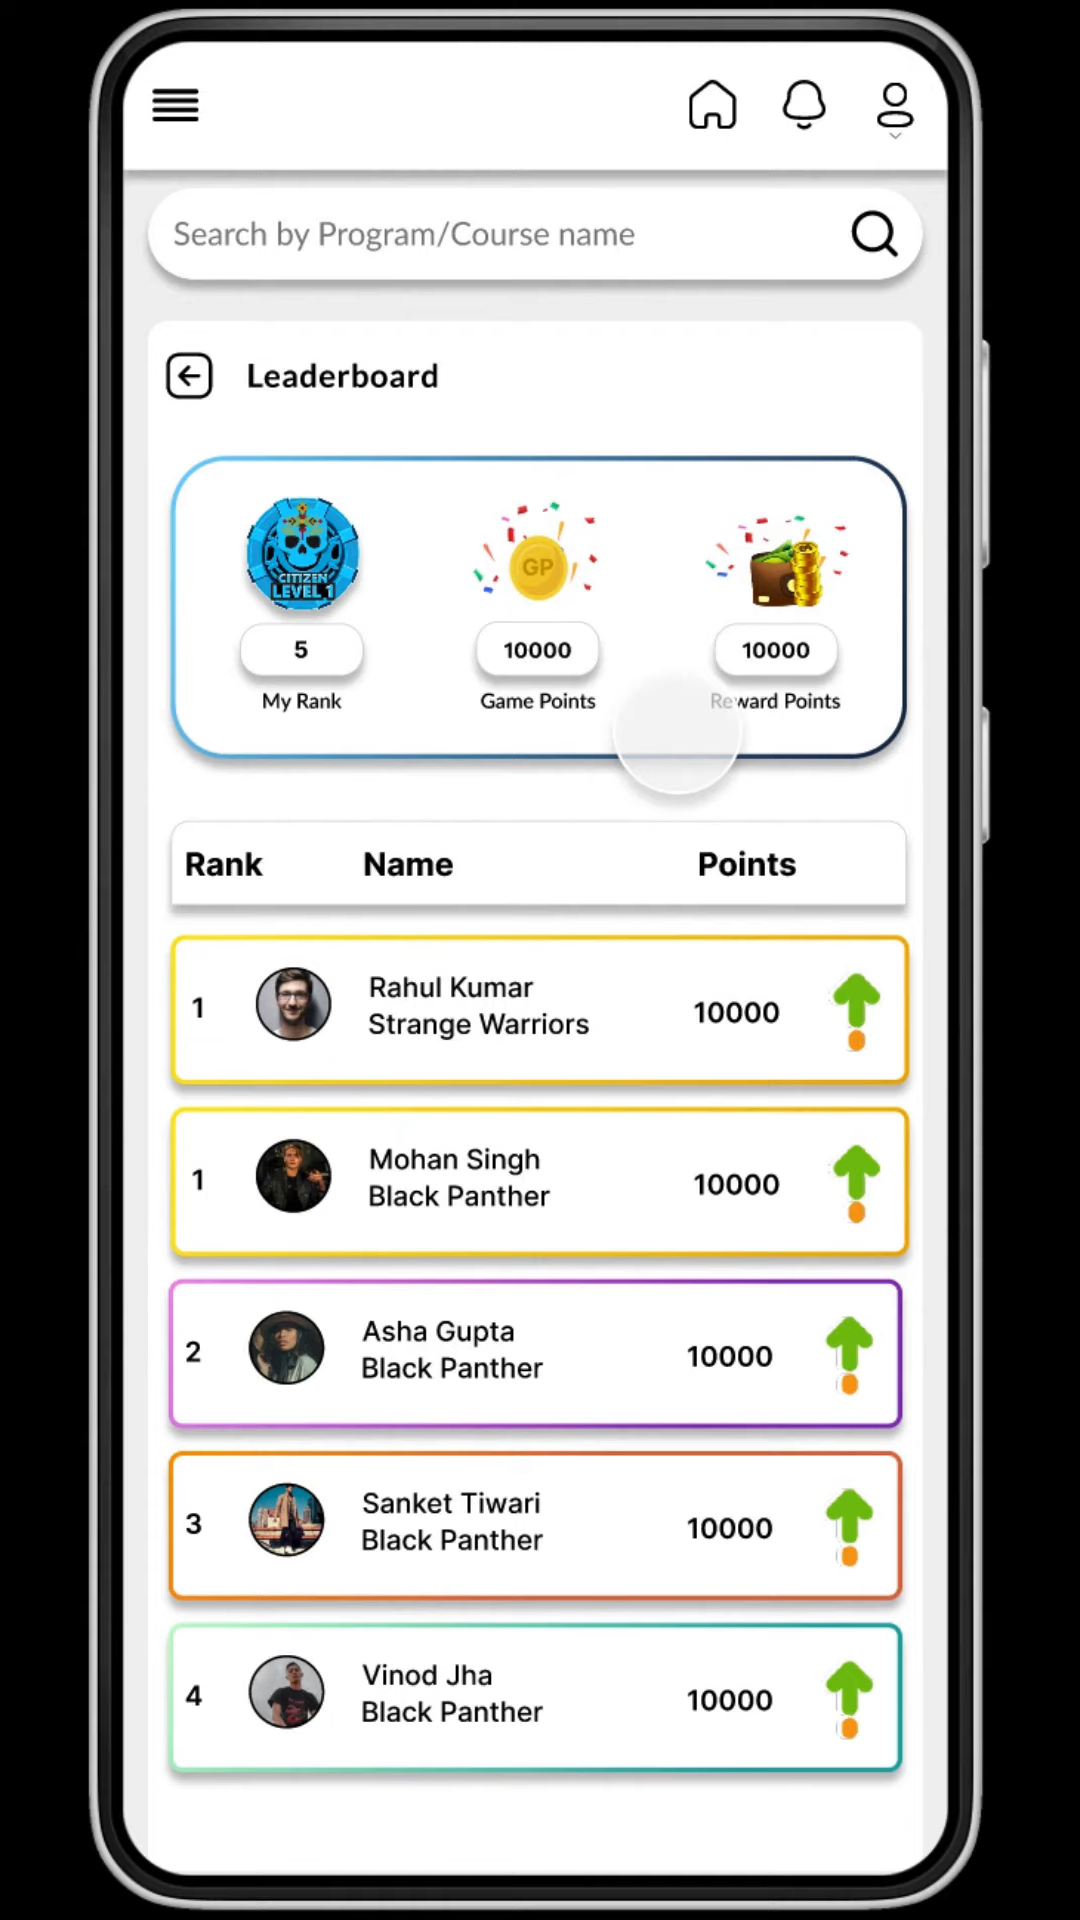 Search by Program/Course name
Leaderboard
CITIZEN
LEVEL 1
GP
5
10000
10000
My Rank
Game Points
Reward Points
Rank Name Points
1
Rahul Kumar
Strange Warriors
10000
1
Mohan Singh
Black Panther
10000
2
Asha Gupta
Black Panther
10000
3
Sanket Tiwari
Black Panther
10000
4
Vinod Jha
Black Panther
10000